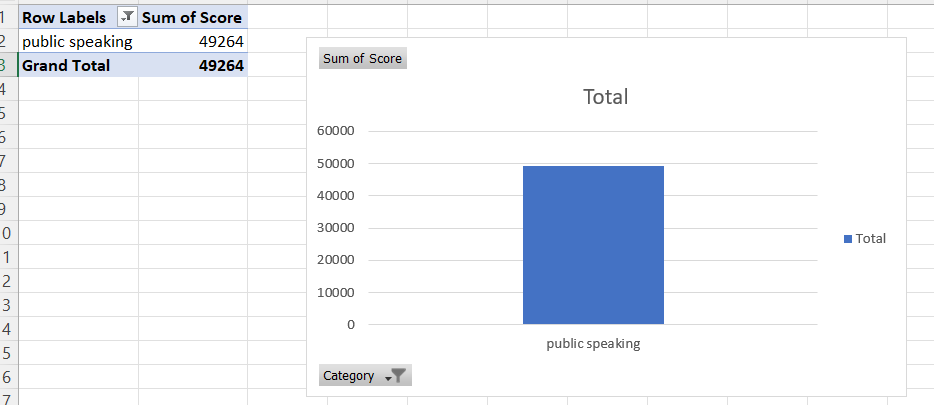 1 Row Labels Sum of Score
2 public speaking 49264
3 Grand Total 49264
4
5
6
7
8
9
0
1
2
3
4
5
6
7
Sum of Score
Total
60000
50000
40000
30000
20000
10000
0
public speaking
Total
Category